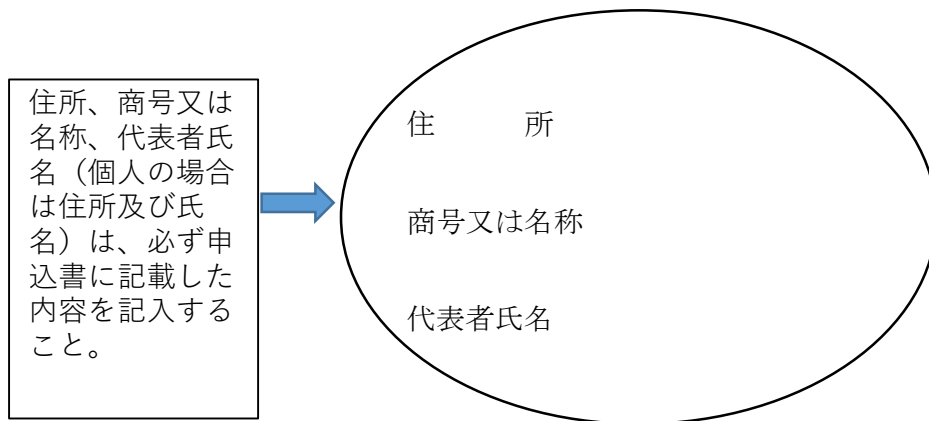 住所、商号又は
名称、代表者氏
名（個人の場合
は住所及び氏
名）は、必ず申
込書に記載した
内容を記入する
こと。
住　　　所
商号又は名称
代表者氏名